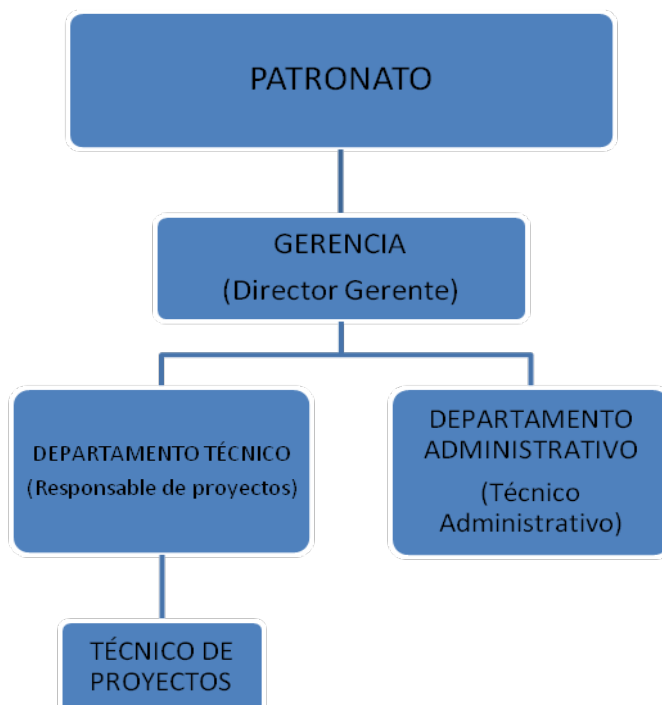 PATRONATO
GERENCIA
(Director Gerente)
DEPARTAMENTO TÉCNICO
(Responsable de proyectos)
DEPARTAMENTO
ADMINISTRATIVO
(Técnico
Administrativo)
TÉCNICO DE
PROYECTOS